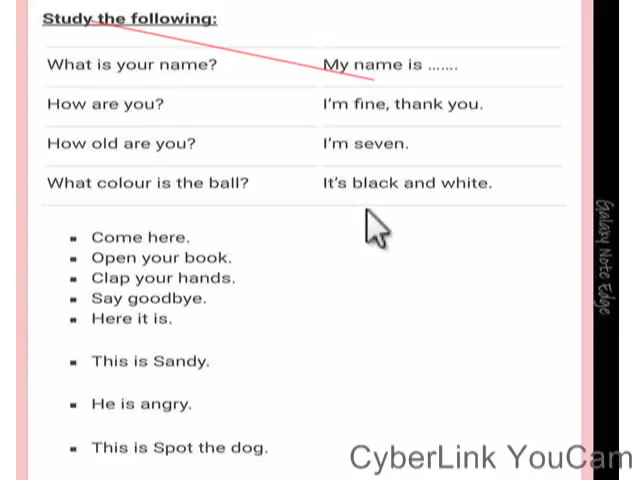 Study the following:
What is your name? My name is .......
How are you? I'm fine, thank you.
How old are you? I'm seven.
What colour is the ball? It's black and white.
Come here.
Open your book.
Clap your hands.
Say goodbye.
Here it is.
This is Sandy.
He is angry.
This is Spot the dog.
Galaxy Note Edge
CyberLink YouCam